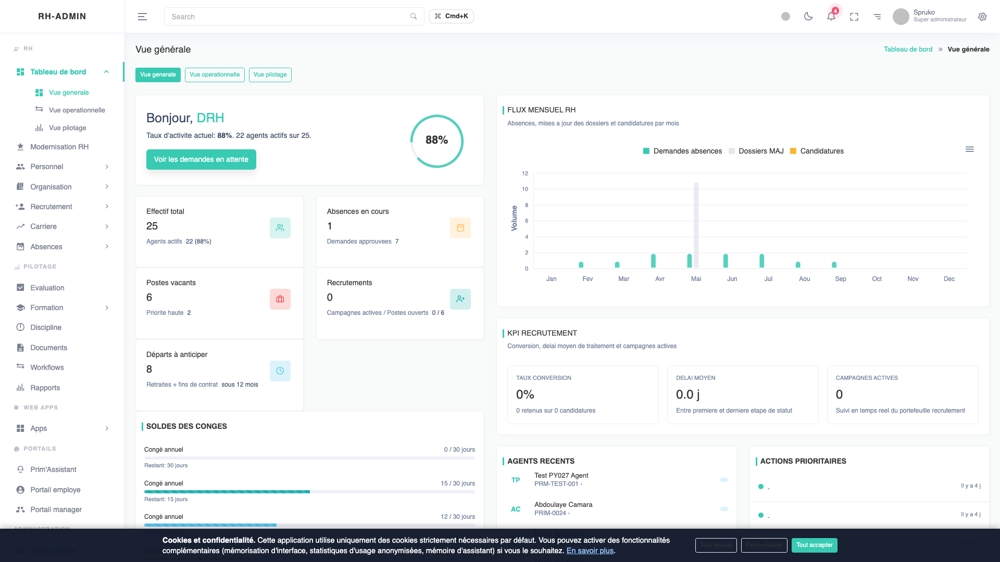 RH-ADMIN
Search
Cmd+K
4
Spruko
Super administrateur
RH
Tableau de bord
Vue generale
Vue operationnelle
Vue pilotage
Modernisation RH
Personnel
Organisation
Recrutement
Carriere
Absences
PILOTAGE
Evaluation
Formation
Discipline
Documents
Workflows
Rapports
WEB APPS
Apps
PORTAILS
Prim'Assistant
Portail employe
Portail manager
ADMINISTRATION
Administration
Vue générale
Tableau de bord » Vue générale
Vue generale
Vue operationnelle
Vue pilotage
Bonjour, DRH
Taux d'activite actuel: 88%. 22 agents actifs sur 25.
Voir les demandes en attente
88%
Effectif total
25
Agents actifs 22 (88%)
Absences en cours
1
Demandes approuvees 7
Postes vacants
6
Priorite haute 2
Recrutements
0
Campagnes actives / Postes ouverts 0 / 6
Départs à anticiper
8
Retraites + fins de contrat sous 12 mois
SOLDES DES CONGES
Congé annuel 0 / 30 jours
Restant: 30 jours
Congé annuel 15 / 30 jours
Restant: 15 jours
Congé annuel 12 / 30 jours
FLUX MENSUEL RH
Absences, mises a jour des dossiers et candidatures par mois
Demandes absences Dossiers MAJ Candidatures
Volume
12
10
8
6
4
2
0
Jan Fev Mar Avr Mai Jun Jul Aou Sep Oct Nov Dec
KPI RECRUTEMENT
Conversion, delai moyen de traitement et campagnes actives
TAUX CONVERSION
0%
0 retenus sur 0 candidatures
DELAI MOYEN
0.0 j
Entre premiere et derniere etape de statut
CAMPAGNES ACTIVES
0
Suivi en temps reel du portefeuille recrutement
AGENTS RECENTS
TP
Test PY027 Agent
PRM-TEST-001 -
AC
Abdoulaye Camara
PRIM-0024 -
ACTIONS PRIORITAIRES
- Il y a 4 j
- Il y a 4 j
Cookies et confidentialité. Cette application utilise uniquement des cookies strictement nécessaires par défaut. Vous pouvez activer des fonctionnalités
complémentaires (mémorisation d'interface, statistiques d'usage anonymisées, mémoire d'assistant) si vous le souhaitez. En savoir plus.
Tout refuser
Personnaliser
Tout accepter